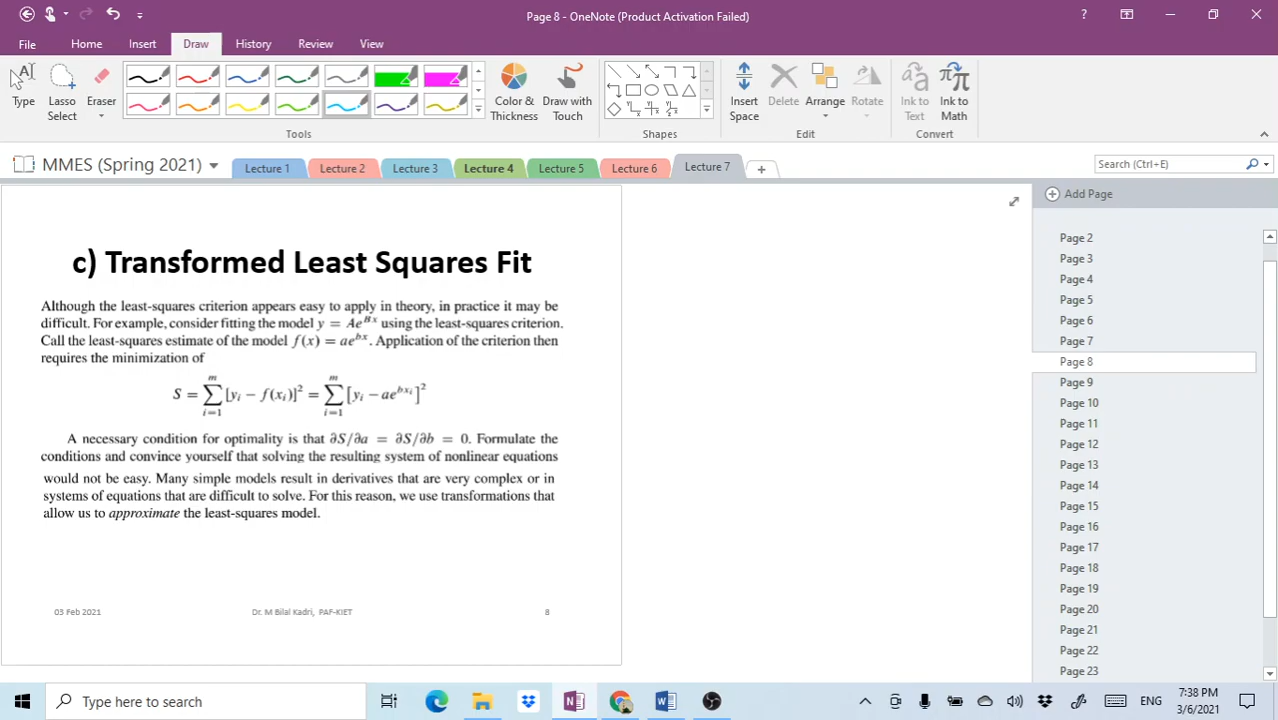 Page 8 - OneNote (Product Activation Failed)
?
File Home Insert Draw History Review View
Type
Lasso Select
Eraser
Color & Thickness
Draw with Touch
Insert Space
Delete
Arrange
Rotate
Ink to Text
Ink to Math
Tools Shapes Edit Convert
MMES (Spring 2021) Lecture 1 Lecture 2 Lecture 3 Lecture 4 Lecture 5 Lecture 6 Lecture 7
Search (Ctrl+E)
c) Transformed Least Squares Fit
Although the least-squares criterion appears easy to apply in theory, in practice it may be
difficult. For example, consider fitting the model y = Ae^{Bx} using the least-squares criterion.
Call the least-squares estimate of the model f(x) = ae^{bx}. Application of the criterion then
requires the minimization of
S = ∑_{i=1}^{m} [y_i − f(x_i)]^2 = ∑_{i=1}^{m} [y_i − ae^{bx_i}]^2
A necessary condition for optimality is that ∂S/∂a = ∂S/∂b = 0. Formulate the
conditions and convince yourself that solving the resulting system of nonlinear equations
would not be easy. Many simple models result in derivatives that are very complex or in
systems of equations that are difficult to solve. For this reason, we use transformations that
allow us to approximate the least-squares model.
03 Feb 2021 Dr. M Bilal Kadri, PAF-KIET 8
Add Page
Page 2
Page 3
Page 4
Page 5
Page 6
Page 7
Page 8
Page 9
Page 10
Page 11
Page 12
Page 13
Page 14
Page 15
Page 16
Page 17
Page 18
Page 19
Page 20
Page 21
Page 22
Page 23
Type here to search
ENG
7:38 PM
3/6/2021